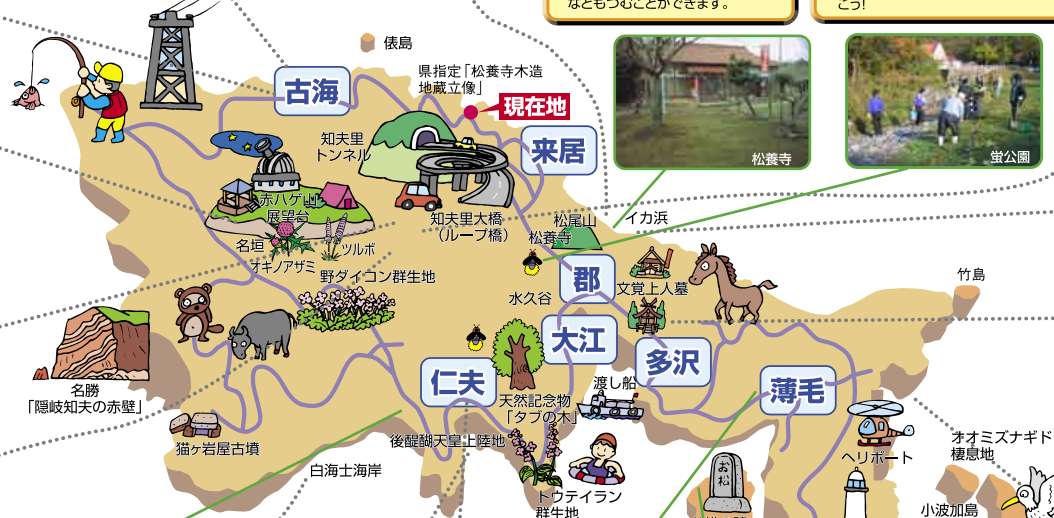 などもつむことができます。
こう！
俵島
古海
県指定「松養寺木造
地蔵立像」
現在地
来居
知夫里
トンネル
松養寺
蛍公園
赤ハゲ山
展望台
知夫里大橋
（ループ橋）
松尾山
松養寺
イカ浜
名垣
オキノアザミ
ツルボ
野ダイコン群生地
郡
文覚上人墓
水久谷
竹島
大江
多沢
仁夫
薄毛
渡し船
名勝
「隠岐知夫の赤壁」
天然記念物
「タブの木」
猫ヶ岩屋古墳
後醍醐天皇上陸地
白海士海岸
トウテイラン
群生地
お松
ヘリポート
オオミズナギド
棲息地
小波加島